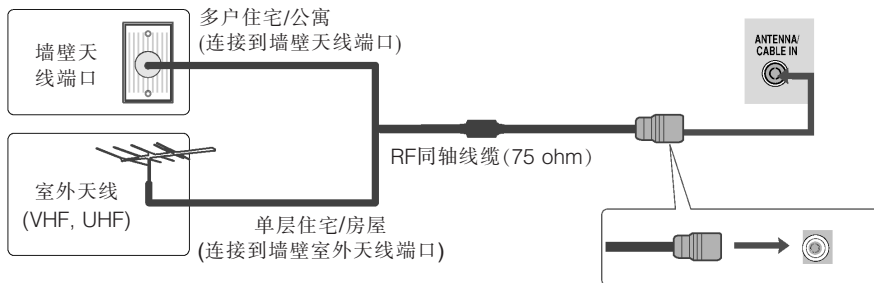 多户住宅/公寓
(连接到墙壁天线端口)
墙壁天
线端口
ANTENNA/
CABLE IN
RF同轴线缆(75 ohm)
室外天线
(VHF, UHF)
单层住宅/房屋
(连接到墙壁室外天线端口)